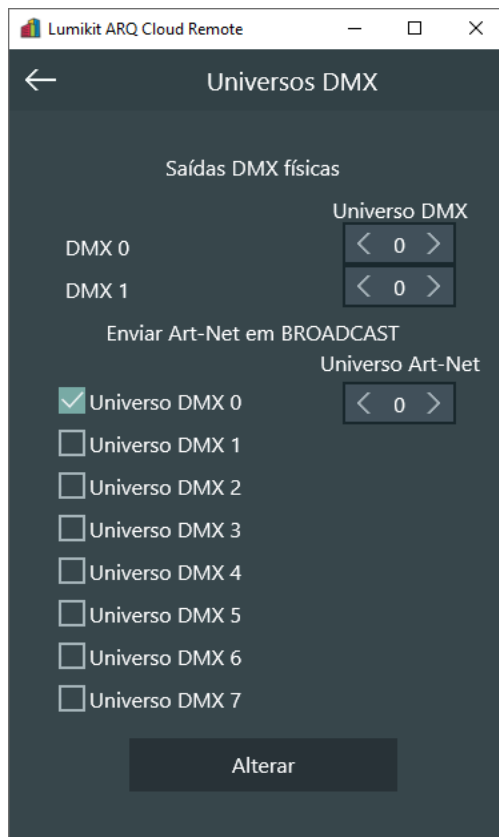 Lumikit ARQ Cloud Remote
Universos DMX
Saídas DMX físicas
Universo DMX
DMX 0 0
DMX 1 0
Enviar Art-Net em BROADCAST
Universo Art-Net
Universo DMX 0 0
Universo DMX 1
Universo DMX 2
Universo DMX 3
Universo DMX 4
Universo DMX 5
Universo DMX 6
Universo DMX 7
Alterar